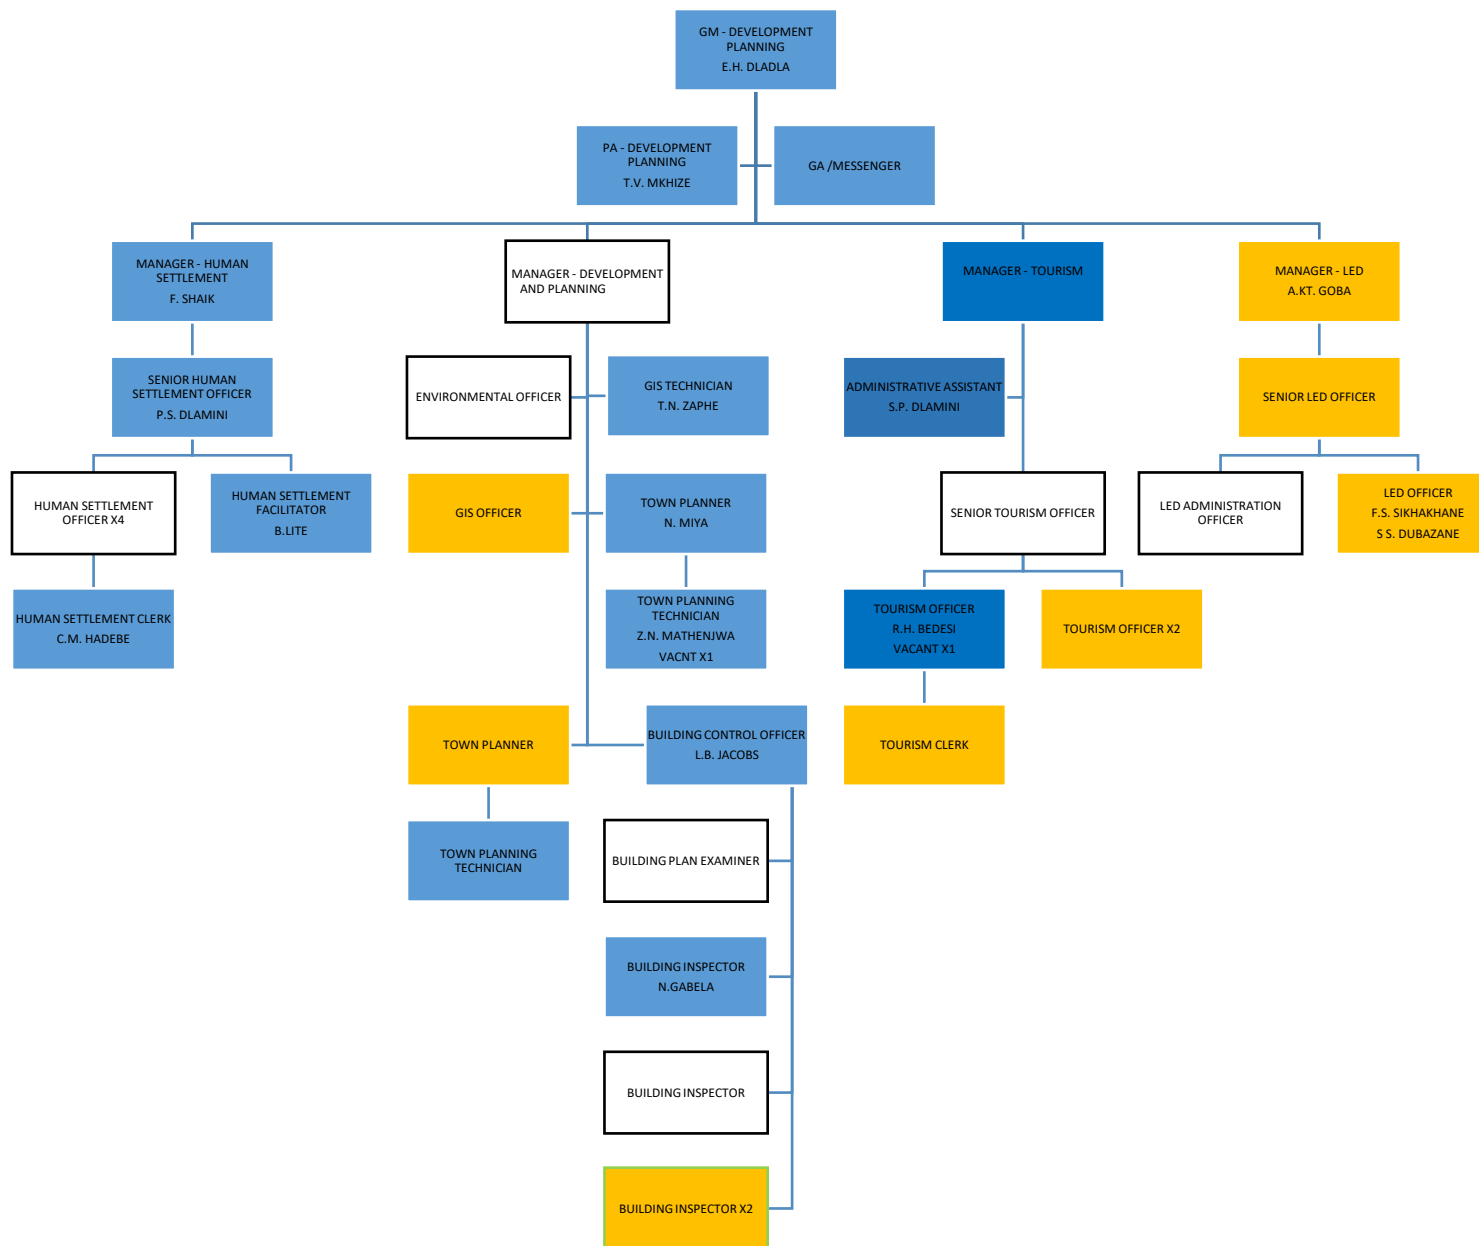 GM - DEVELOPMENT
PLANNING
E.H. DLADLA
PA - DEVELOPMENT
PLANNING
T.V. MKHIZE
GA /MESSENGER
MANAGER - HUMAN
SETTLEMENT
F. SHAIK
MANAGER - DEVELOPMENT
AND PLANNING
MANAGER - TOURISM
MANAGER - LED
A.KT. GOBA
SENIOR HUMAN
SETTLEMENT OFFICER
P.S. DLAMINI
ENVIRONMENTAL OFFICER
GIS TECHNICIAN
T.N. ZAPHE
ADMINISTRATIVE ASSISTANT
S.P. DLAMINI
SENIOR LED OFFICER
HUMAN SETTLEMENT
OFFICER X4
HUMAN SETTLEMENT
FACILITATOR
B.LITE
GIS OFFICER
TOWN PLANNER
N. MIYA
SENIOR TOURISM OFFICER
LED ADMINISTRATION
OFFICER
LED OFFICER
F.S. SIKHAKHANE
S S. DUBAZANE
HUMAN SETTLEMENT CLERK
C.M. HADEBE
TOWN PLANNING
TECHNICIAN
Z.N. MATHENJWA
VACNT X1
TOURISM OFFICER
R.H. BEDESI
VACANT X1
TOURISM OFFICER X2
TOWN PLANNER
BUILDING CONTROL OFFICER
L.B. JACOBS
TOURISM CLERK
TOWN PLANNING
TECHNICIAN
BUILDING PLAN EXAMINER
BUILDING INSPECTOR
N.GABELA
BUILDING INSPECTOR
BUILDING INSPECTOR X2